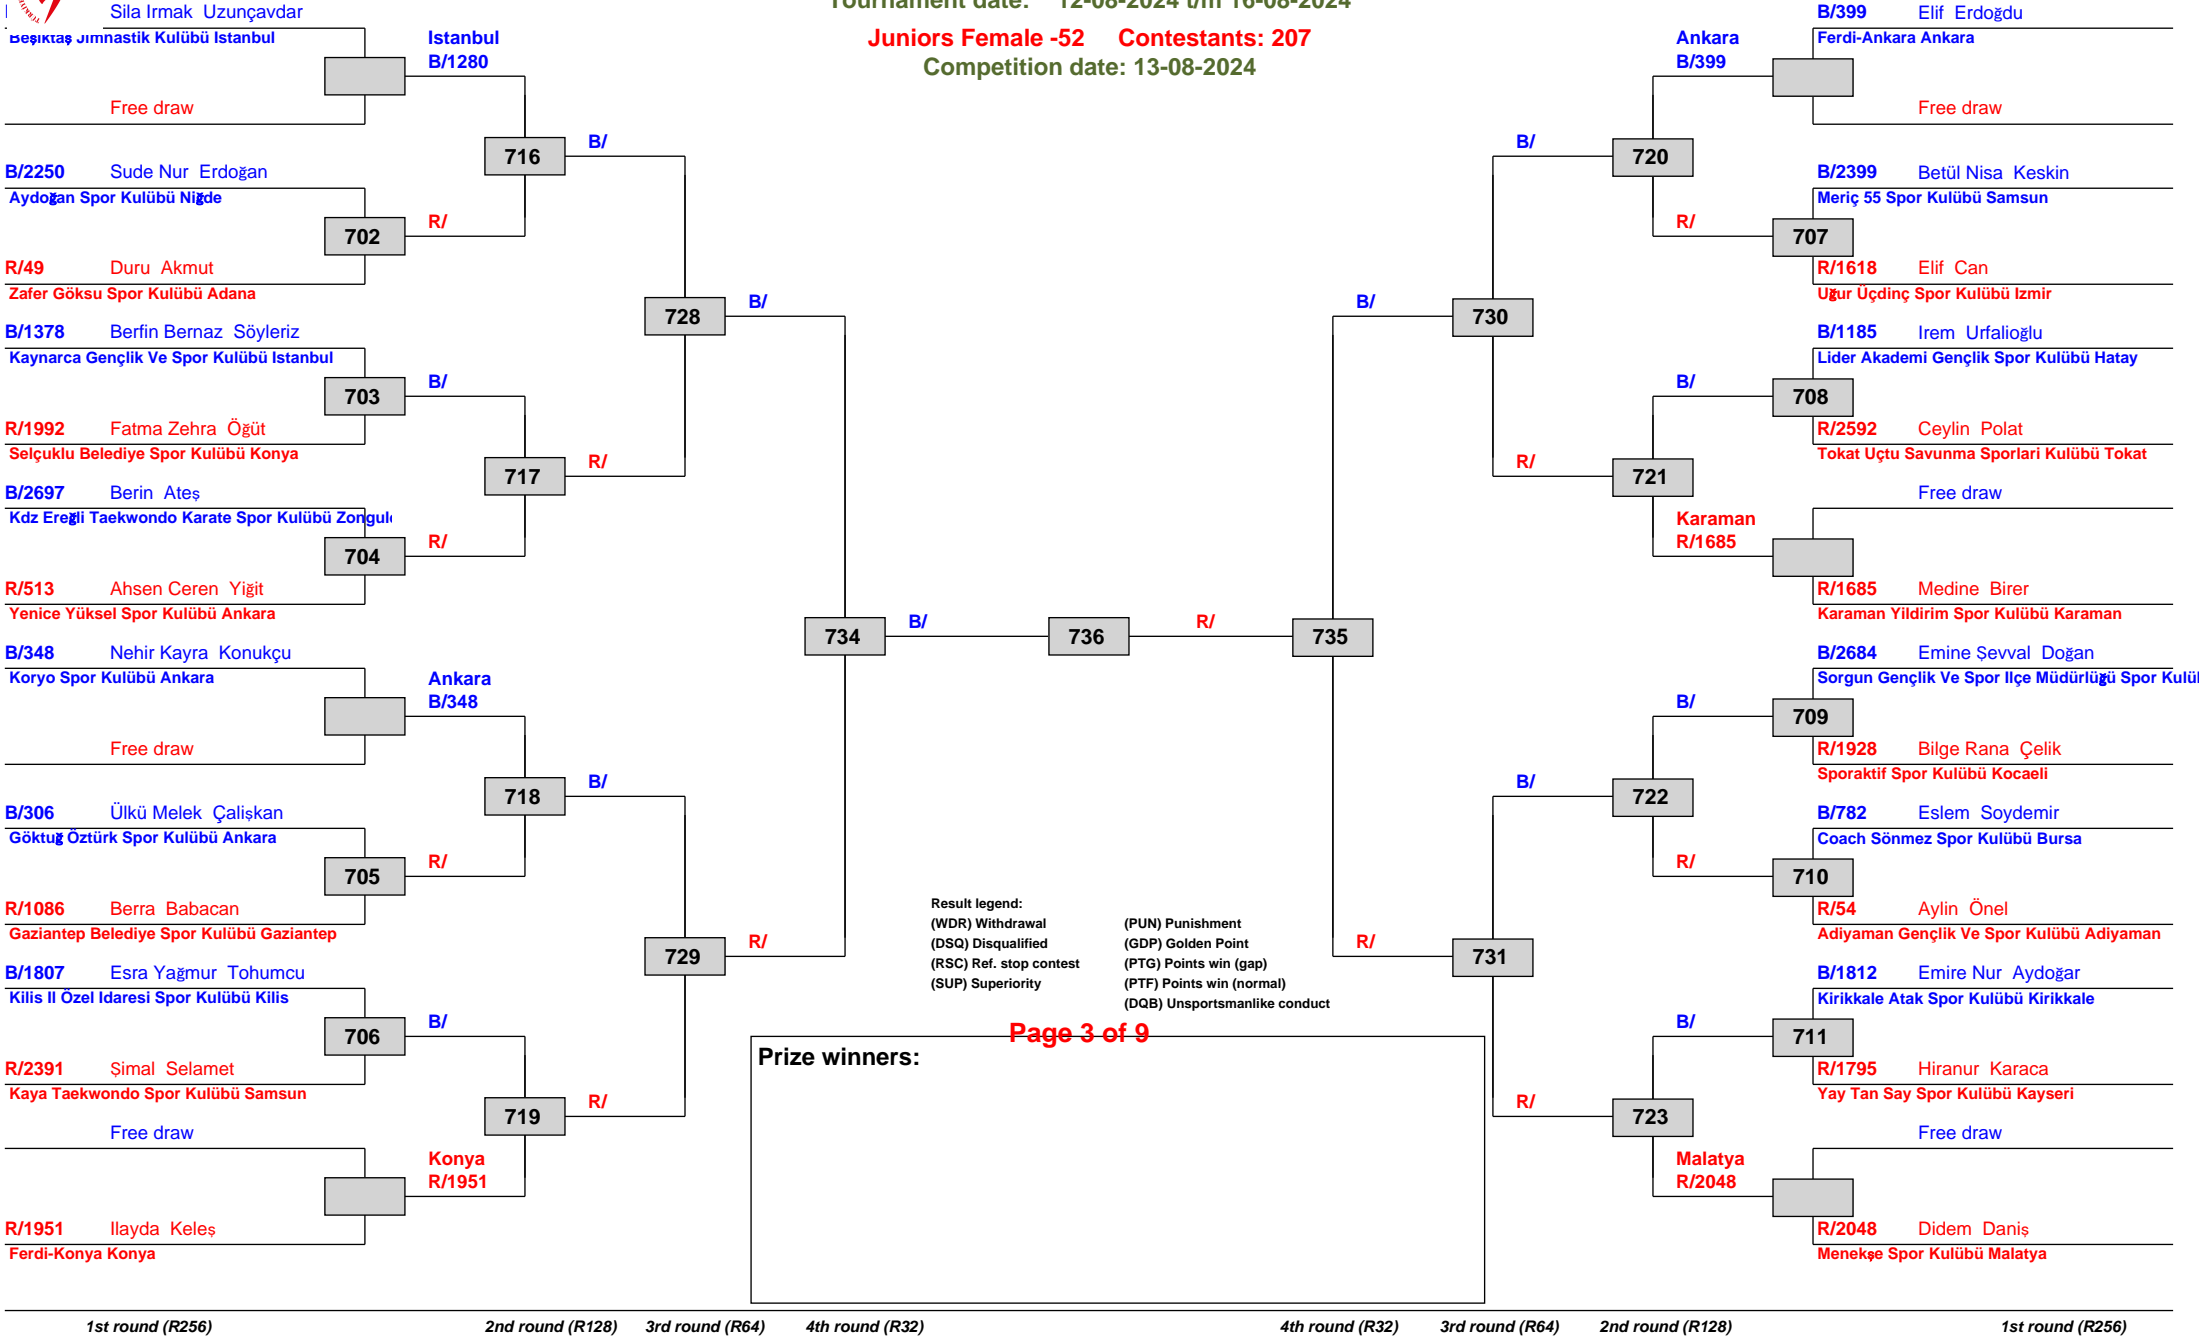 Tournament date: 12-08-2024 t/m 16-08-2024
Juniors Female -52 Contestants: 207
Competition date: 13-08-2024
Sila Irmak Uzunçavdar
Beşiktaş Jimnastik Kulübü Istanbul
Istanbul
B/1280
Free draw
716
B/
B/2250 Sude Nur Erdoğan
Aydoğan Spor Kulübü Niğde
702
R/
R/49 Duru Akmut
Zafer Göksu Spor Kulübü Adana
728
B/
B/1378 Berfin Bernaz Söyleriz
Kaynarca Gençlik Ve Spor Kulübü Istanbul
703
B/
R/1992 Fatma Zehra Öğüt
Selçuklu Belediye Spor Kulübü Konya
717
R/
B/2697 Berin Ateş
Kdz Ereğli Taekwondo Karate Spor Kulübü
704
R/
R/513 Ahsen Ceren Yiğit
Yenice Yüksel Spor Kulübü Ankara
734
B/
736
R/
735
B/348 Nehir Kayra Konukçu
Koryo Spor Kulübü Ankara
Ankara
B/348
Free draw
718
B/
B/306 Ülkü Melek Çalişkan
Göktuğ Öztürk Spor Kulübü Ankara
705
R/
R/1086 Berra Babacan
Gaziantep Belediye Spor Kulübü Gaziantep
729
R/
B/1807 Esra Yağmur Tohumcu
Kilis Il Özel Idaresi Spor Kulübü Kilis
706
B/
R/2391 Şimal Selamet
Kaya Taekwondo Spor Kulübü Samsun
719
R/
Free draw
Konya
R/1951
R/1951 Ilayda Keleş
Ferdi-Konya Konya
B/399 Elif Erdoğdu
Ferdi-Ankara Ankara
Ankara
B/399
Free draw
B/
720
B/2399 Betül Nisa Keskin
Meriç 55 Spor Kulübü Samsun
R/
707
R/1618 Elif Can
Uğur Üçdinç Spor Kulübü Izmir
B/
730
B/1185 Irem Urfalioğlu
Lider Akademi Gençlik Spor Kulübü Hatay
B/
708
R/2592 Ceylin Polat
Tokat Uçtu Savunma Sporlari Kulübü Tokat
R/
721
Free draw
Karaman
R/1685
R/1685 Medine Birer
Karaman Yildirim Spor Kulübü Karaman
B/2684 Emine Şevval Doğan
Sorgun Gençlik Ve Spor Ilçe Müdürlüğü Spor
B/
709
R/1928 Bilge Rana Çelik
Sporaktif Spor Kulübü Kocaeli
B/
722
B/782 Eslem Soydemir
Coach Sönmez Spor Kulübü Bursa
R/
710
R/54 Aylin Önel
Adiyaman Gençlik Ve Spor Kulübü Adiyaman
R/
731
B/1812 Emire Nur Aydoğar
Kirikkale Atak Spor Kulübü Kirikkale
B/
711
R/1795 Hiranur Karaca
Yay Tan Say Spor Kulübü Kayseri
R/
723
Free draw
Malatya
R/2048
R/2048 Didem Daniş
Menekşe Spor Kulübü Malatya
Result legend:
(WDR) Withdrawal (PUN) Punishment
(DSQ) Disqualified (GDP) Golden Point
(RSC) Ref. stop contest (PTG) Points win (gap)
(SUP) Superiority (PTF) Points win (normal)
(DQB) Unsportsmanlike conduct
Page 3 of 9
Prize winners:
1st round (R256) 2nd round (R128) 3rd round (R64) 4th round (R32) 4th round (R32) 3rd round (R64) 2nd round (R128) 1st round (R256)